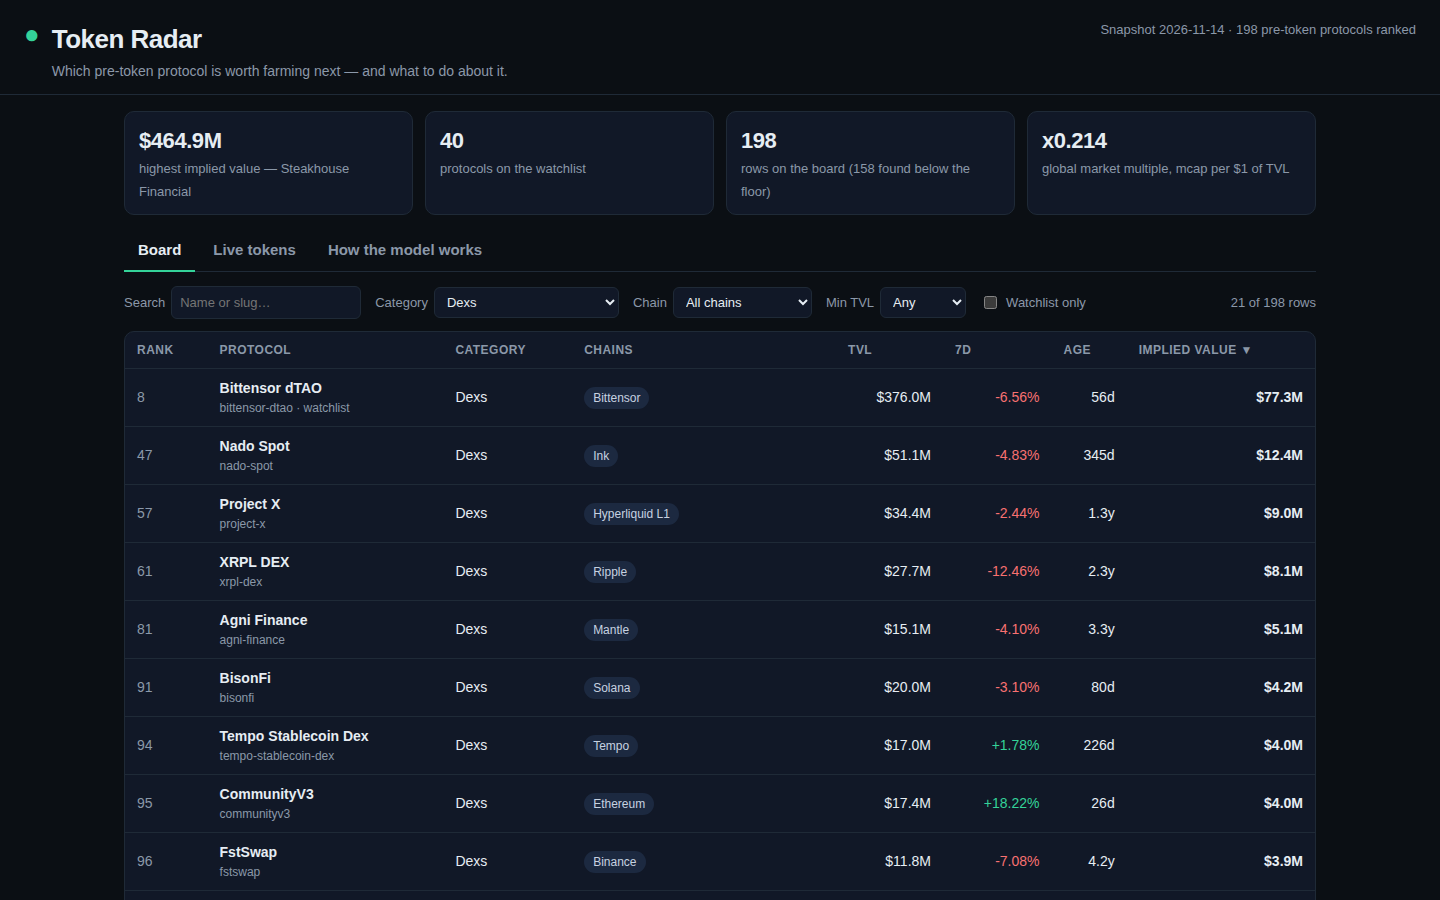 Token Radar
Snapshot 2026-11-14 · 198 pre-token protocols ranked
Which pre-token protocol is worth farming next — and what to do about it.
$464.9M
highest implied value — Steakhouse
Financial
40
protocols on the watchlist
198
rows on the board (158 found below the
floor)
x0.214
global market multiple, mcap per $1 of TVL
Board Live tokens How the model works
Search Name or slug… Category Dexs Chain All chains Min TVL Any Watchlist only 21 of 198 rows
RANK PROTOCOL CATEGORY CHAINS TVL 7D AGE IMPLIED VALUE ▼
8 Bittensor dTAO Dexs Bittensor $376.0M -6.56% 56d $77.3M
bittensor-dtao · watchlist
47 Nado Spot Dexs Ink $51.1M -4.83% 345d $12.4M
nado-spot
57 Project X Dexs Hyperliquid L1 $34.4M -2.44% 1.3y $9.0M
project-x
61 XRPL DEX Dexs Ripple $27.7M -12.46% 2.3y $8.1M
xrpl-dex
81 Agni Finance Dexs Mantle $15.1M -4.10% 3.3y $5.1M
agni-finance
91 BisonFi Dexs Solana $20.0M -3.10% 80d $4.2M
bisonfi
94 Tempo Stablecoin Dex Dexs Tempo $17.0M +1.78% 226d $4.0M
tempo-stablecoin-dex
95 CommunityV3 Dexs Ethereum $17.4M +18.22% 26d $4.0M
communityv3
96 FstSwap Dexs Binance $11.8M -7.08% 4.2y $3.9M
fstswap